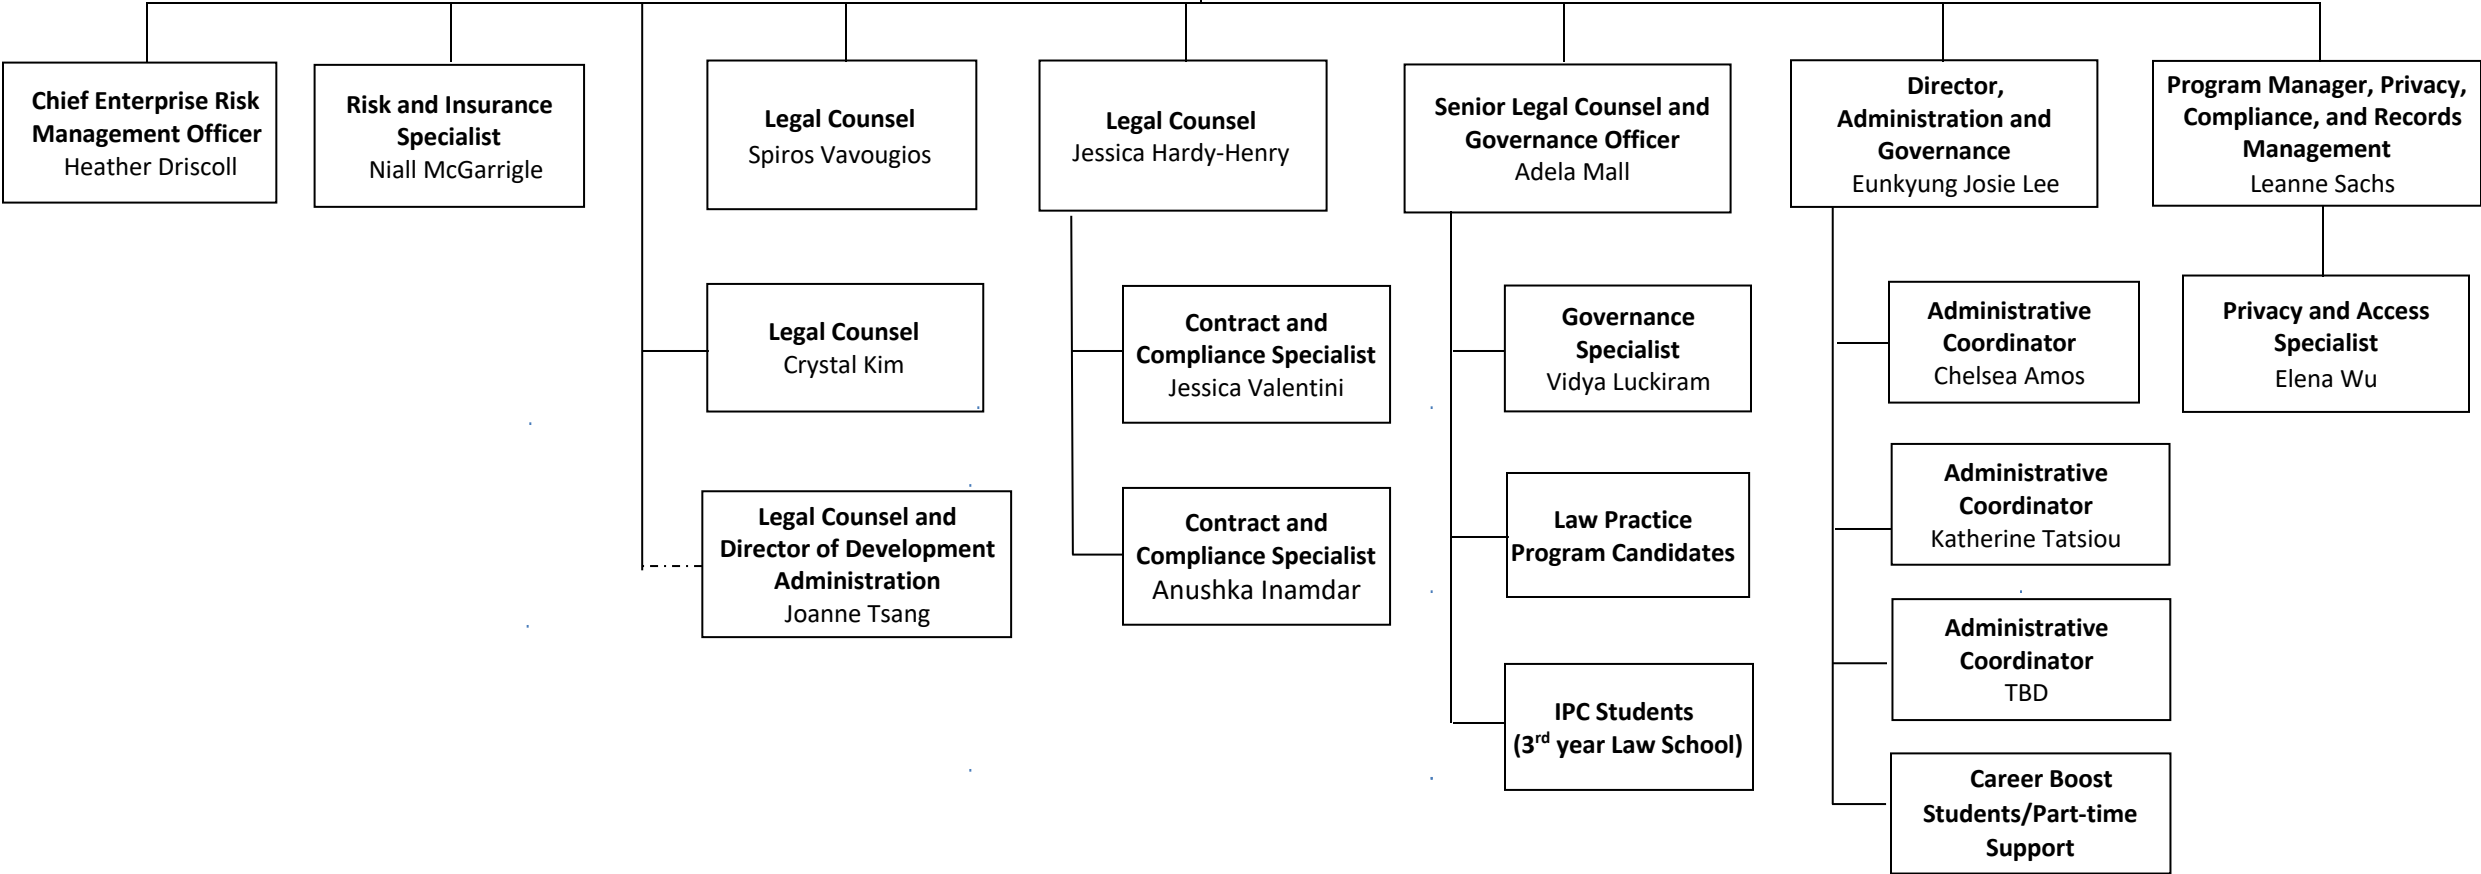 Chief Enterprise Risk
Management Officer
Heather Driscoll
Risk and Insurance
Specialist
Niall McGarrigle
Legal Counsel
Spiros Vavougios
Legal Counsel
Jessica Hardy-Henry
Senior Legal Counsel and
Governance Officer
Adela Mall
Director,
Administration and
Governance
Eunkyung Josie Lee
Program Manager, Privacy,
Compliance, and Records
Management
Leanne Sachs
Legal Counsel
Crystal Kim
Contract and
Compliance Specialist
Jessica Valentini
Governance
Specialist
Vidya Luckiram
Administrative
Coordinator
Chelsea Amos
Privacy and Access
Specialist
Elena Wu
Legal Counsel and
Director of Development
Administration
Joanne Tsang
Contract and
Compliance Specialist
Anushka Inamdar
Law Practice
Program Candidates
Administrative
Coordinator
Katherine Tatsiou
Administrative
Coordinator
TBD
IPC Students
(3rd year Law School)
Career Boost
Students/Part-time
Support